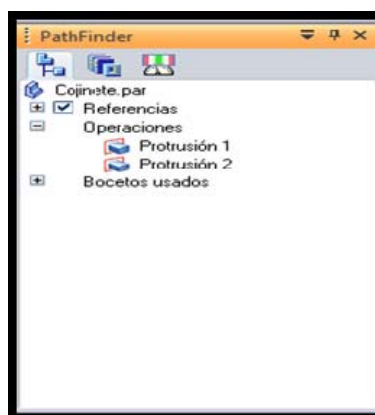 PathFinder
Cojinete.par
Referencias
Operaciones
Protrusión 1
Protrusión 2
Bocetos usados